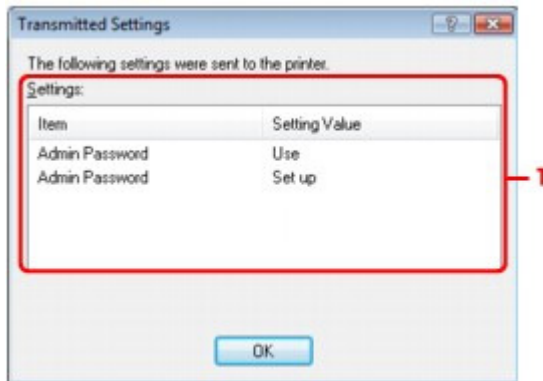 Transmitted Settings
The following settings were sent to the printer.
Settings:
Item Setting Value
Admin Password Use
Admin Password Set up
1
OK